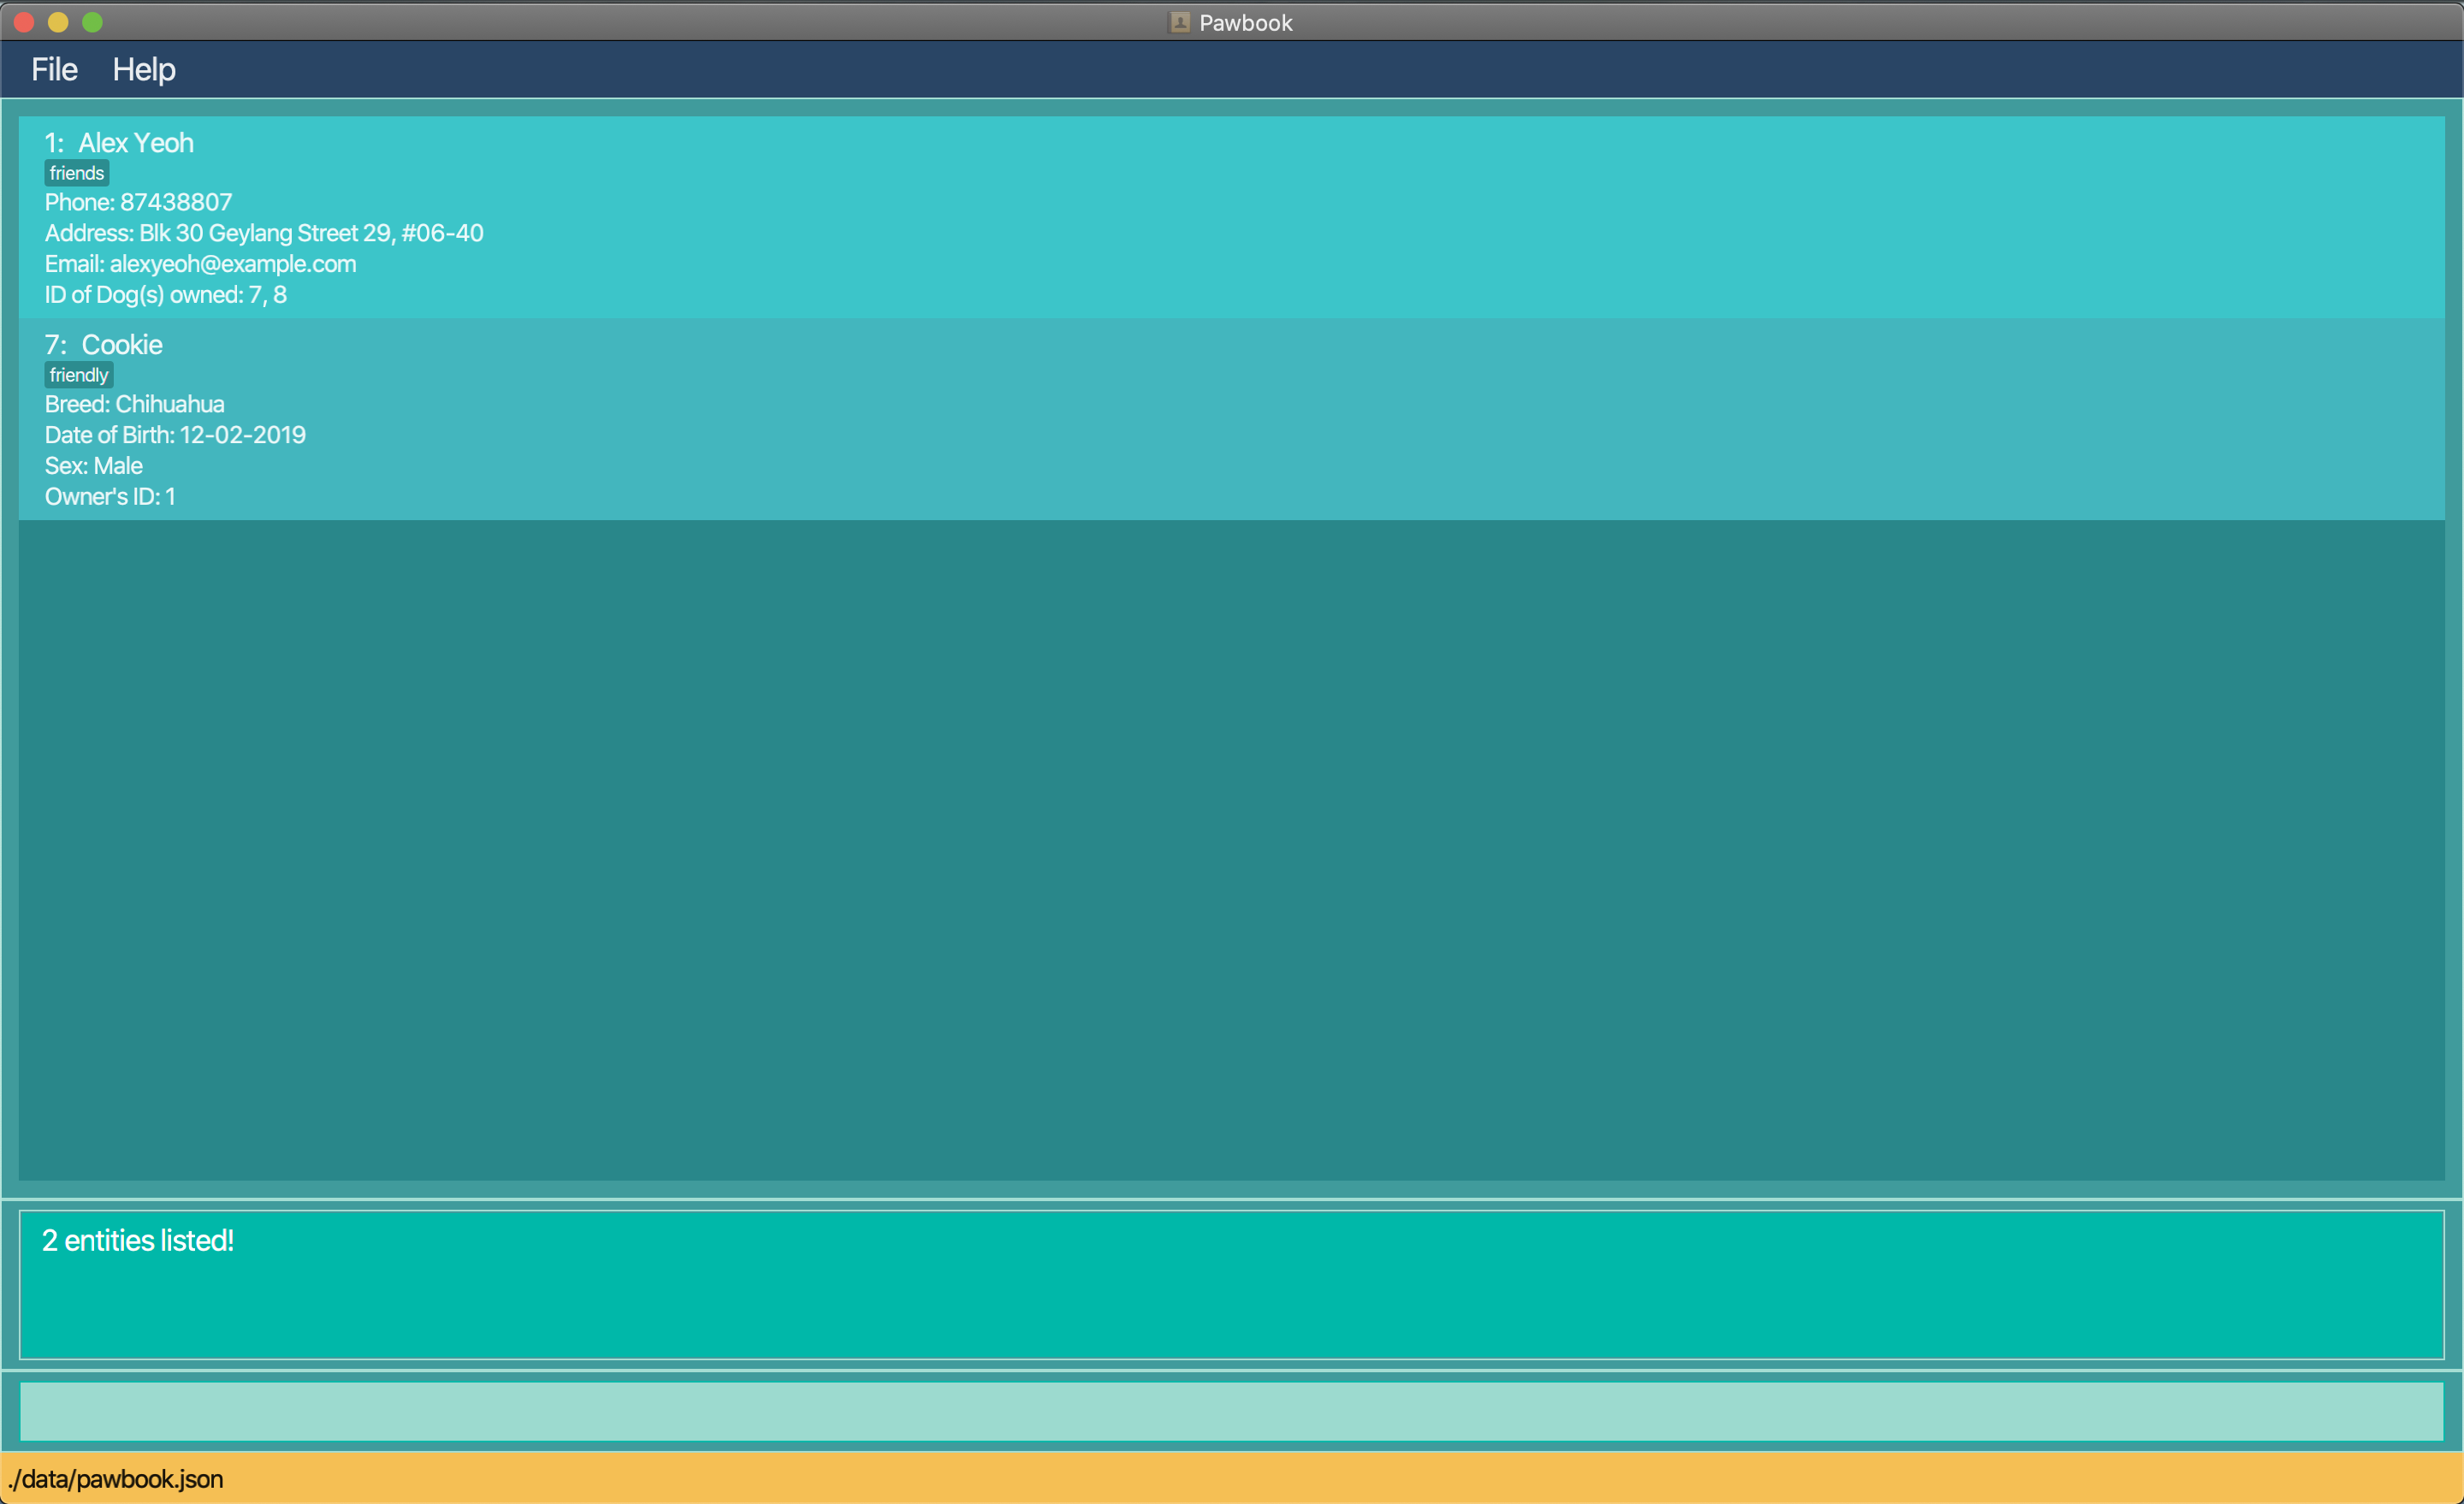 Pawbook
File Help
1: Alex Yeoh
friends
Phone: 87438807
Address: Blk 30 Geylang Street 29, #06-40
Email: alexyeoh@example.com
ID of Dog(s) owned: 7, 8
7: Cookie
friendly
Breed: Chihuahua
Date of Birth: 12-02-2019
Sex: Male
Owner's ID: 1
2 entities listed!
./data/pawbook.json